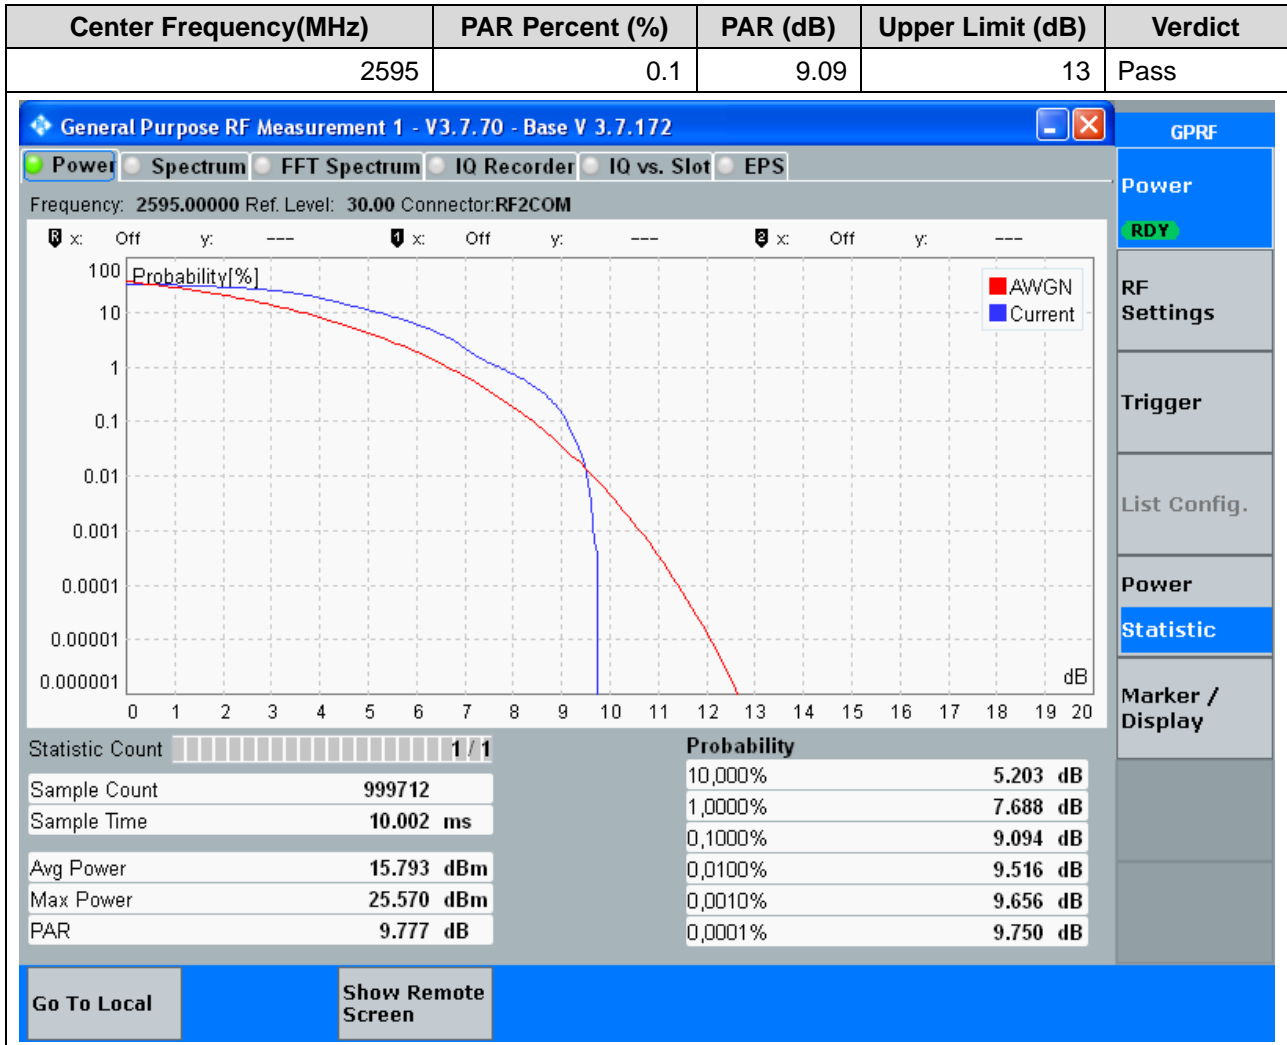 Center Frequency(MHz) PAR Percent (%) PAR (dB) Upper Limit (dB) Verdict
2595 0.1 9.09 13 Pass
General Purpose RF Measurement 1 - V3.7.70 - Base V 3.7.172
GPRF
Power Spectrum FFT Spectrum IQ Recorder IQ vs. Slot EPS
Power
RDY
Frequency: 2595.00000 Ref. Level: 30.00 Connector:RF2COM
R x: Off y: --- 1 x: Off y: --- 2 x: Off y: ---
Probability[%]
AWGN
Current
100
10
1
0.1
0.01
0.001
0.0001
0.00001
0.000001
dB
0 1 2 3 4 5 6 7 8 9 10 11 12 13 14 15 16 17 18 19 20
RF
Settings
Trigger
List Config.
Power
Statistic
Marker /
Display
Statistic Count 1 / 1
Sample Count 999712
Sample Time 10.002 ms
Avg Power 15.793 dBm
Max Power 25.570 dBm
PAR 9.777 dB
Probability
10,000% 5.203 dB
1,0000% 7.688 dB
0,1000% 9.094 dB
0,0100% 9.516 dB
0,0010% 9.656 dB
0,0001% 9.750 dB
Go To Local
Show Remote
Screen